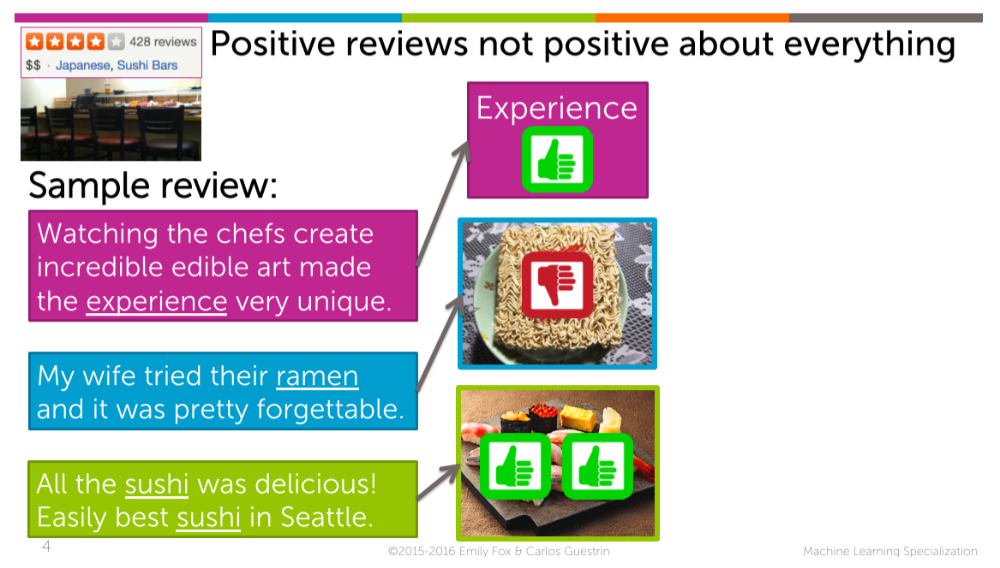 428 reviews
$$ · Japanese, Sushi Bars
Positive reviews not positive about everything
Experience
Sample review:
Watching the chefs create
incredible edible art made
the experience very unique.
My wife tried their ramen
and it was pretty forgettable.
All the sushi was delicious!
Easily best sushi in Seattle.
4
©2015-2016 Emily Fox & Carlos Guestrin
Machine Learning Specialization